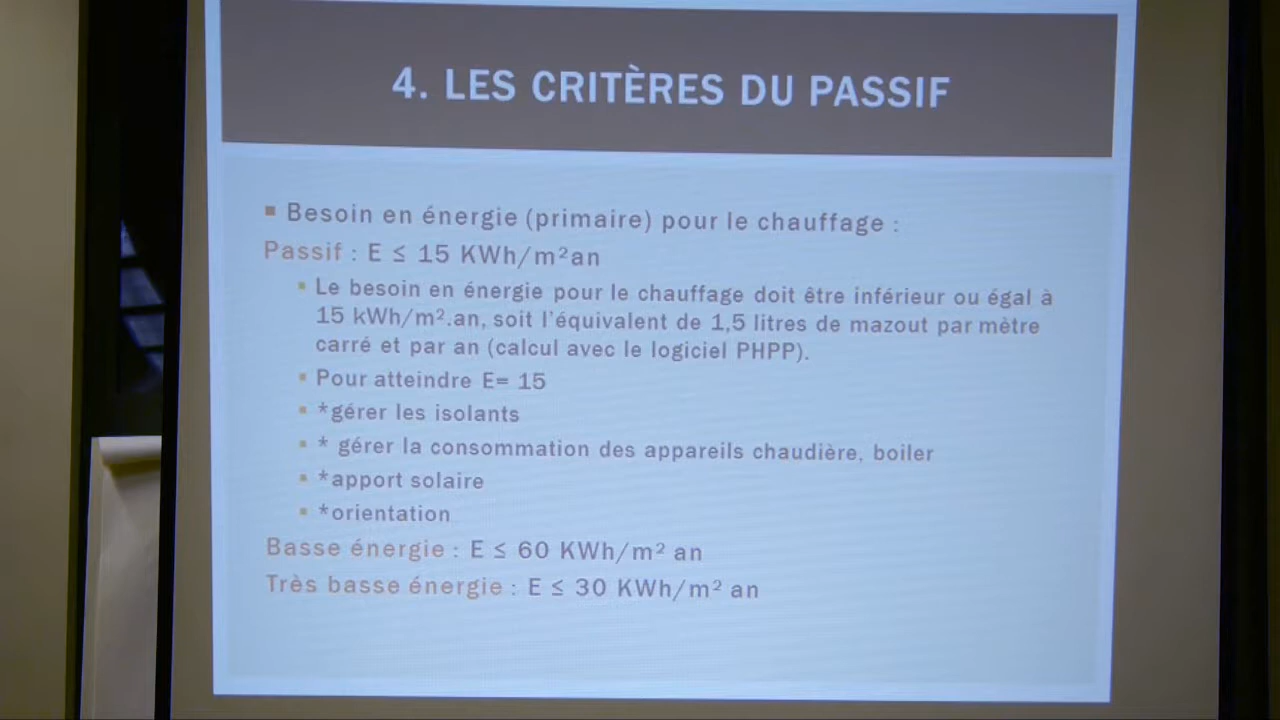 4. LES CRITÈRES DU PASSIF
Besoin en énergie (primaire) pour le chauffage :
Passif : E ≤ 15 KWh/m²an
Le besoin en énergie pour le chauffage doit être inférieur ou égal à
15 kWh/m².an, soit l'équivalent de 1,5 litres de mazout par mètre
carré et par an (calcul avec le logiciel PHPP).
Pour atteindre E= 15
*gérer les isolants
* gérer la consommation des appareils chaudière, boiler
*apport solaire
*orientation
Basse énergie : E ≤ 60 KWh/m² an
Très basse énergie : E ≤ 30 KWh/m² an